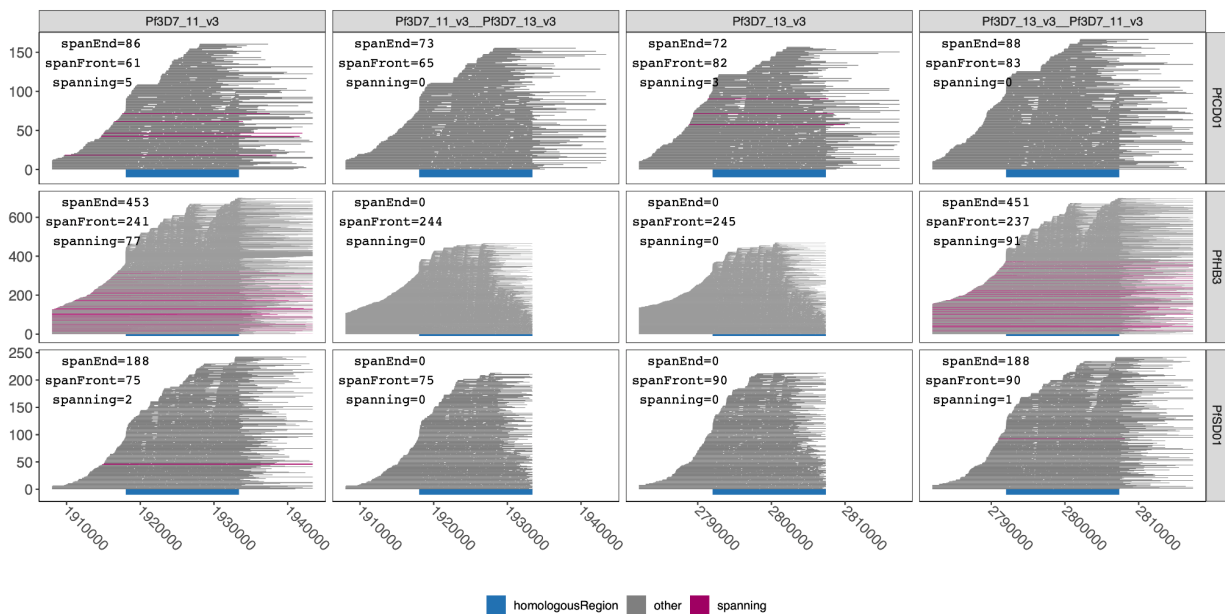 Pf3D7_11_v3
Pf3D7_11_v3__Pf3D7_13_v3
Pf3D7_13_v3
Pf3D7_13_v3__Pf3D7_11_v3
150
100
50
0
spanEnd=86
spanFront=61
spanning=5
spanEnd=73
spanFront=65
spanning=0
spanEnd=72
spanFront=82
spanning=3
spanEnd=88
spanFront=83
spanning=0
PfCD01
600
400
200
0
spanEnd=453
spanFront=241
spanning=77
spanEnd=0
spanFront=244
spanning=0
spanEnd=0
spanFront=245
spanning=0
spanEnd=451
spanFront=237
spanning=91
PfHB3
250
200
150
100
50
0
spanEnd=188
spanFront=75
spanning=2
spanEnd=0
spanFront=75
spanning=0
spanEnd=0
spanFront=90
spanning=0
spanEnd=188
spanFront=90
spanning=1
PfSD01
1910000
1920000
1930000
1940000
1910000
1920000
1930000
1940000
2790000
2800000
2810000
2790000
2800000
2810000
homologousRegion
other
spanning